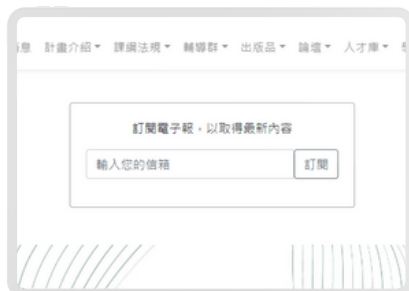 息 計畫介紹 課綱法規 輔導群 出版品 論壇 人才庫
訂閱電子報，以取得最新內容
輸入您的信箱 訂閱